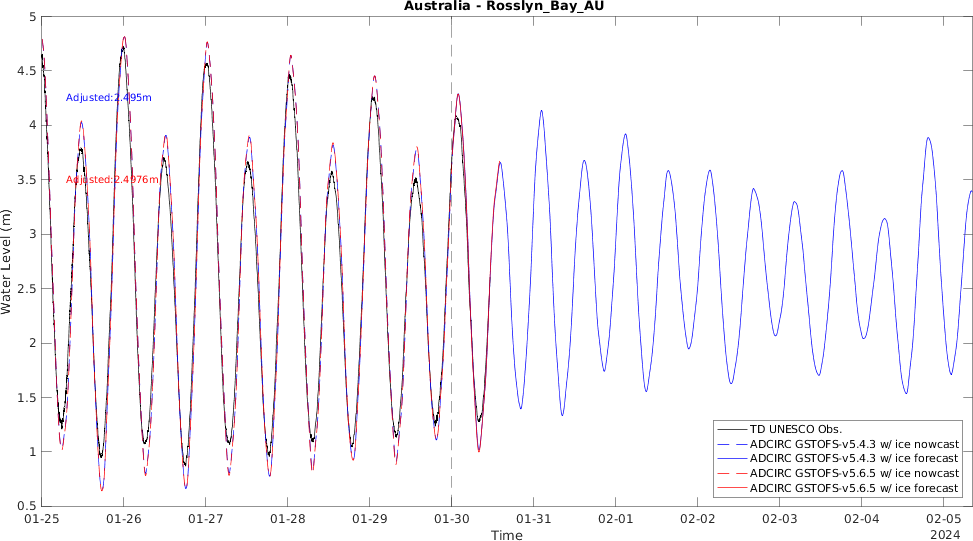 Australia - Rosslyn_Bay_AU
5
4.5
4
3.5
3
2.5
2
1.5
1
0.5
Water Level (m)
Adjusted:2.495m
Adjusted:2.4976m
TD UNESCO Obs.
ADCIRC GSTOFS-v5.4.3 w/ ice nowcast
ADCIRC GSTOFS-v5.4.3 w/ ice forecast
ADCIRC GSTOFS-v5.6.5 w/ ice nowcast
ADCIRC GSTOFS-v5.6.5 w/ ice forecast
01-25 01-26 01-27 01-28 01-29 01-30 01-31 02-01 02-02 02-03 02-04 02-05
2024
Time